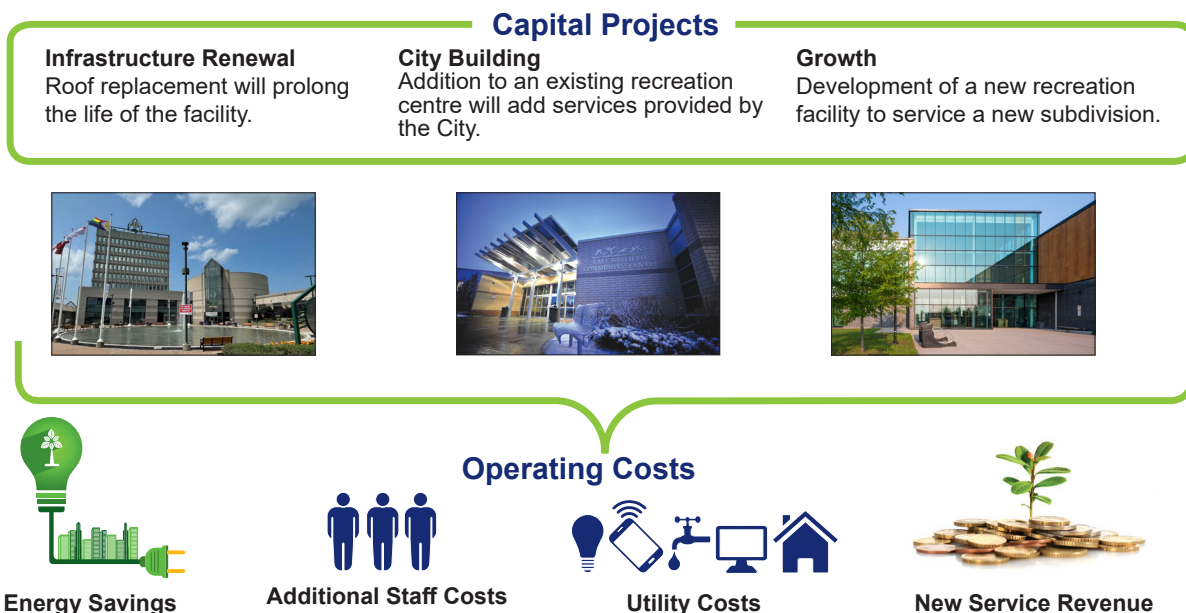 Capital Projects
Infrastructure Renewal
Roof replacement will prolong
the life of the facility.
City Building
Addition to an existing recreation
centre will add services provided by
the City.
Growth
Development of a new recreation
facility to service a new subdivision.
Operating Costs
Energy Savings
Additional Staff Costs
Utility Costs
New Service Revenue